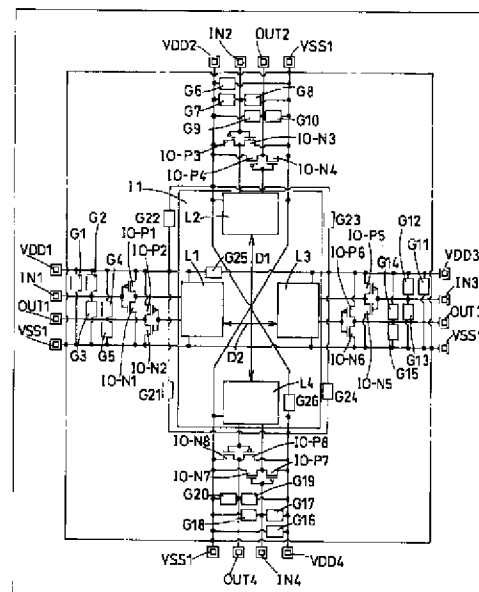 IN2 OUT2
VDD2 VSS1
G6 G8
G7
G9 G10
IO-P3 IO-N3
IO-P4 IO-N4
I1
G22 L2 G23
IO-P1 IO-P5
G2 IO-P2 L1 G25 D1 L3 IO-P6 G12
G1 G4 G14 G11
VDD1 VDD3
IN1 IN3
OUT1 OUT3
VSS1 VSS1
D2
G3 G5 IO-N2 IO-N6 G13
IO-N1 IO-N5 G15
G21 L4 G26 G24
IO-N8 IO-P8
IO-N7 IO-P7
G20 G19
G18 G17
G16
VSS1 VDD4
OUT4 IN4